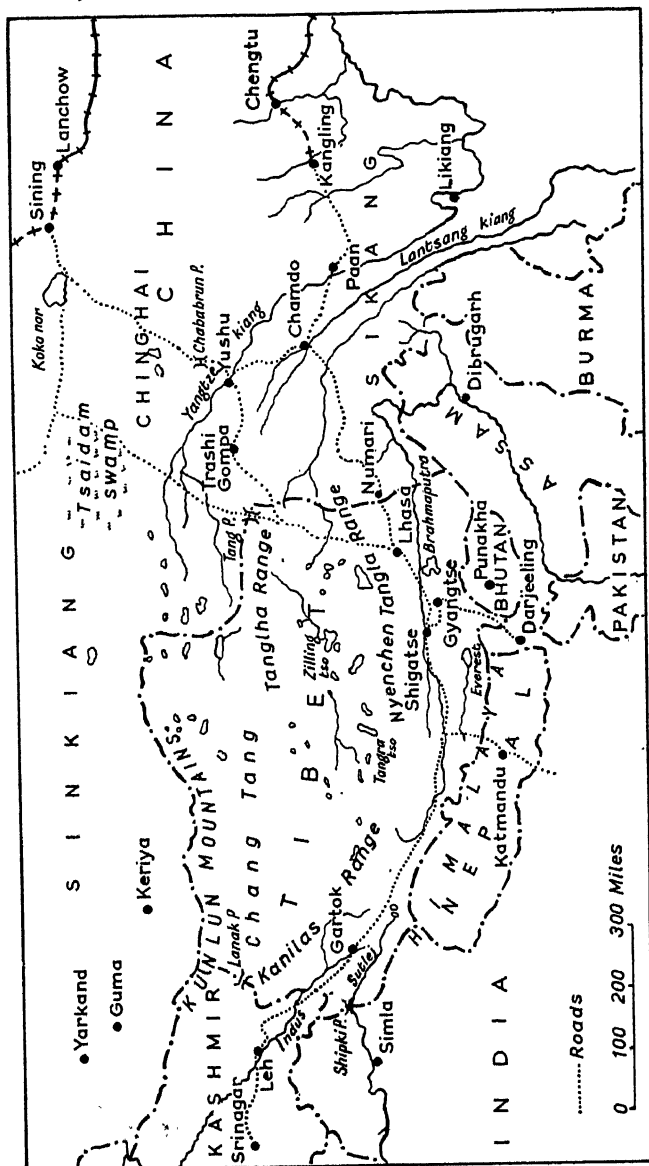 SINKIANG
CHINGHAI
CHINA
Sining
Lanchow
Koko nor
Tsaidam
swamp
Yarkand
Guma
Keriya
KUINLUN MOUNTAINS
KASHMIR
Lanak P
Chang Tang
Tanglha Range
Tang P.
Trashi
Gompa
Yangtze kiang
Chababrun P.
Yushu
Chengtu
Kangling
Srinagar
Leh
Indus
Kanilas Range
TIBET
Zilling
tso
Tangra
tso
Nyenchen Tangla Range
Numari
Chamdo
Paan
SIKANG
Likiang
Lantsang kiang
Shipki P.
Sutlej
Gartok
Simla
Shigatse
Lhasa
Brahmaputra
Gyangtse
HIMALAYA
NEPAL
Everest
Katmandu
Darjeeling
Punakha
BHUTAN
ASSAM
Dibrugarh
BURMA
INDIA
PAKISTAN
Roads
0 100 200 300 Miles